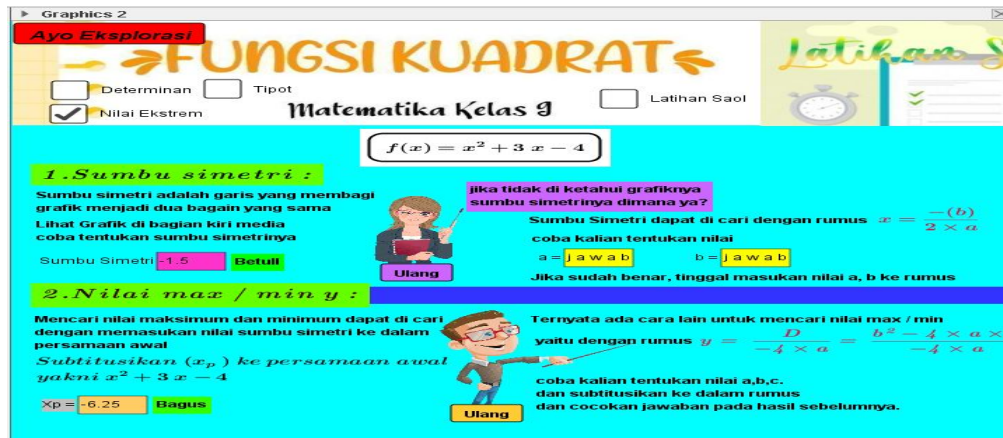 Graphics 2
Ayo Eksplorasi
FUNGSI KUADRAT
Latihan S
Determinan
Tipot
Nilai Ekstrem
Matematika Kelas 9
Latihan Saol
f(x) = x² + 3 x − 4
1.Sumbu simetri :
Sumbu simetri adalah garis yang membagi
grafik menjadi dua bagain yang sama
Lihat Grafik di bagian kiri media
coba tentukan sumbu simetrinya
Sumbu Simetri -1.5 Betull
Ulang
jika tidak di ketahui grafiknya
sumbu simetrinya dimana ya?
Sumbu Simetri dapat di cari dengan rumus x = −(b) / 2 × a
coba kalian tentukan nilai
a = j a w a b b = j a w a b
Jika sudah benar, tinggal masukan nilai a, b ke rumus
2.Nilai max / min y :
Mencari nilai maksimum dan minimum dapat di cari
dengan memasukan nilai sumbu simetri ke dalam
persamaan awal
Subtitusikan (xₚ) ke persamaan awal
yakni x² + 3 x − 4
Xp = -6.25 Bagus
Ulang
Ternyata ada cara lain untuk mencari nilai max / min
yaitu dengan rumus y = D / −4 × a = b² − 4 × a × / −4 × a
coba kalian tentukan nilai a,b,c.
dan subtitusikan ke dalam rumus
dan cocokan jawaban pada hasil sebelumnya.